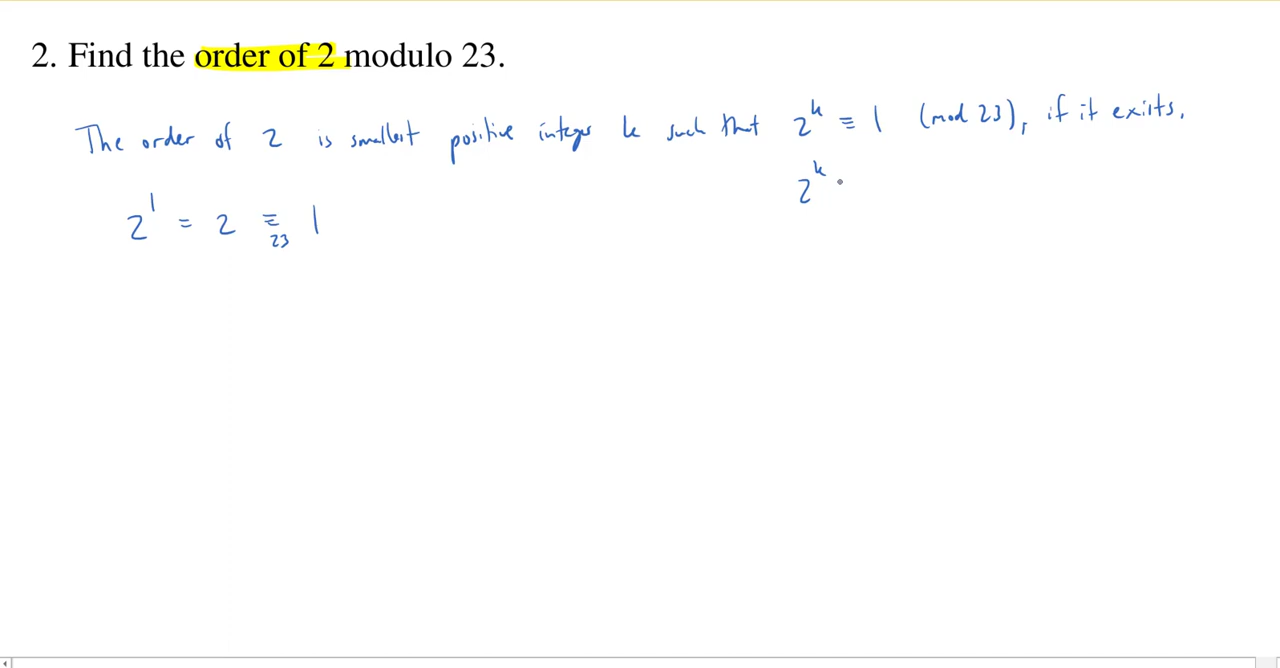 2. Find the order of 2 modulo 23.
The order of 2 is smallest positive integer k such that 2^k ≡ 1 (mod 23), if it exists.
2^k
2^1 = 2 ≡_23 1